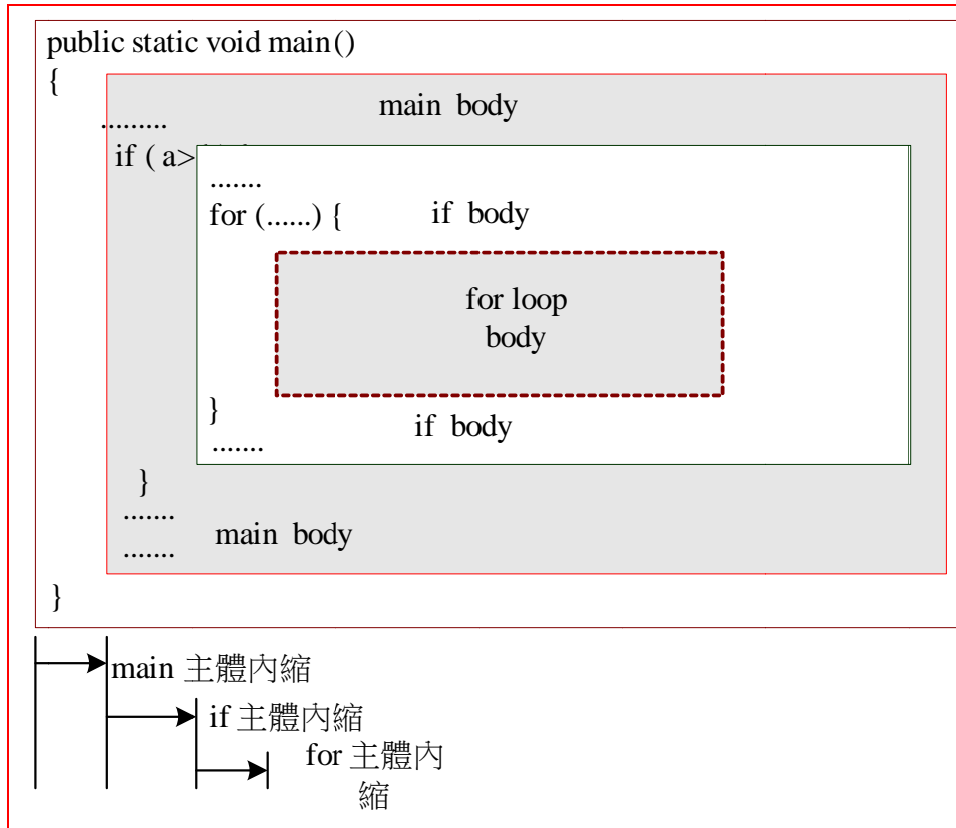 public static void main()
{
main body
.........
if ( a>
.......
for (......) {
if body
for loop
body
}
if body
.......
}
.......
main body
.......
}
main 主體內縮
if 主體內縮
for 主體內
縮